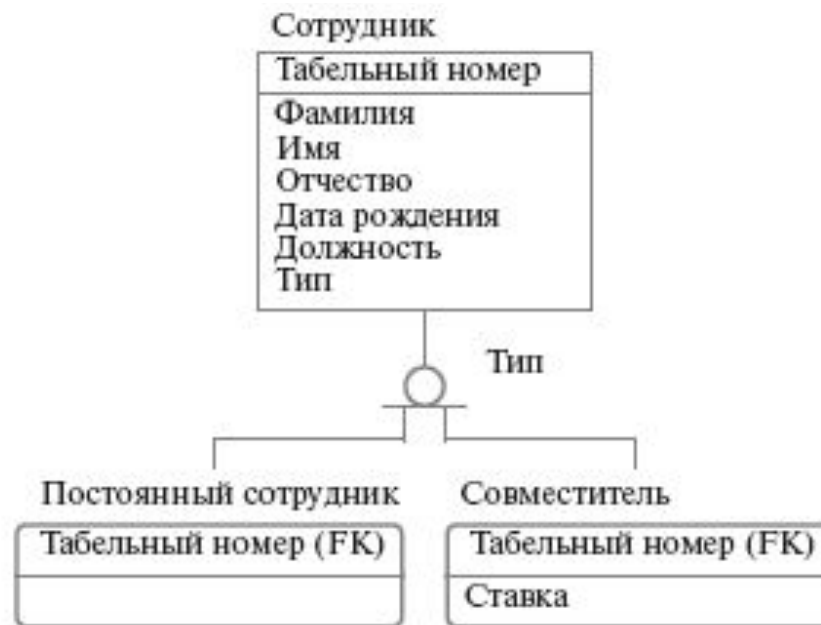 Сотрудник
Табельный номер
Фамилия
Имя
Отчество
Дата рождения
Должность
Тип
Тип
Постоянный сотрудник
Табельный номер (FK)
Совместитель
Табельный номер (FK)
Ставка